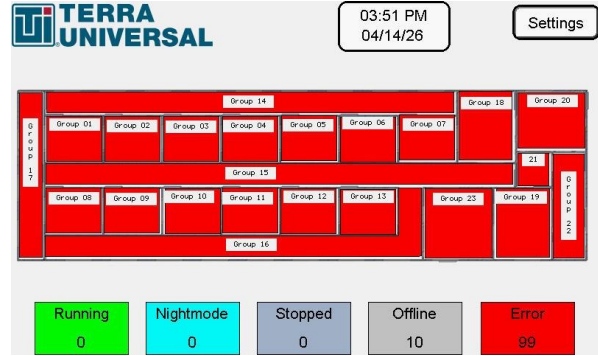 TERRA
UNIVERSAL
03:51 PM
04/14/26
Settings
Group 14
Group 18
Group 20
Group 17
Group 01
Group 02
Group 03
Group 04
Group 05
Group 06
Group 07
Group 15
21
Group 22
Group 08
Group 09
Group 10
Group 11
Group 12
Group 13
Group 23
Group 19
Group 16
Running
0
Nightmode
0
Stopped
0
Offline
10
Error
99